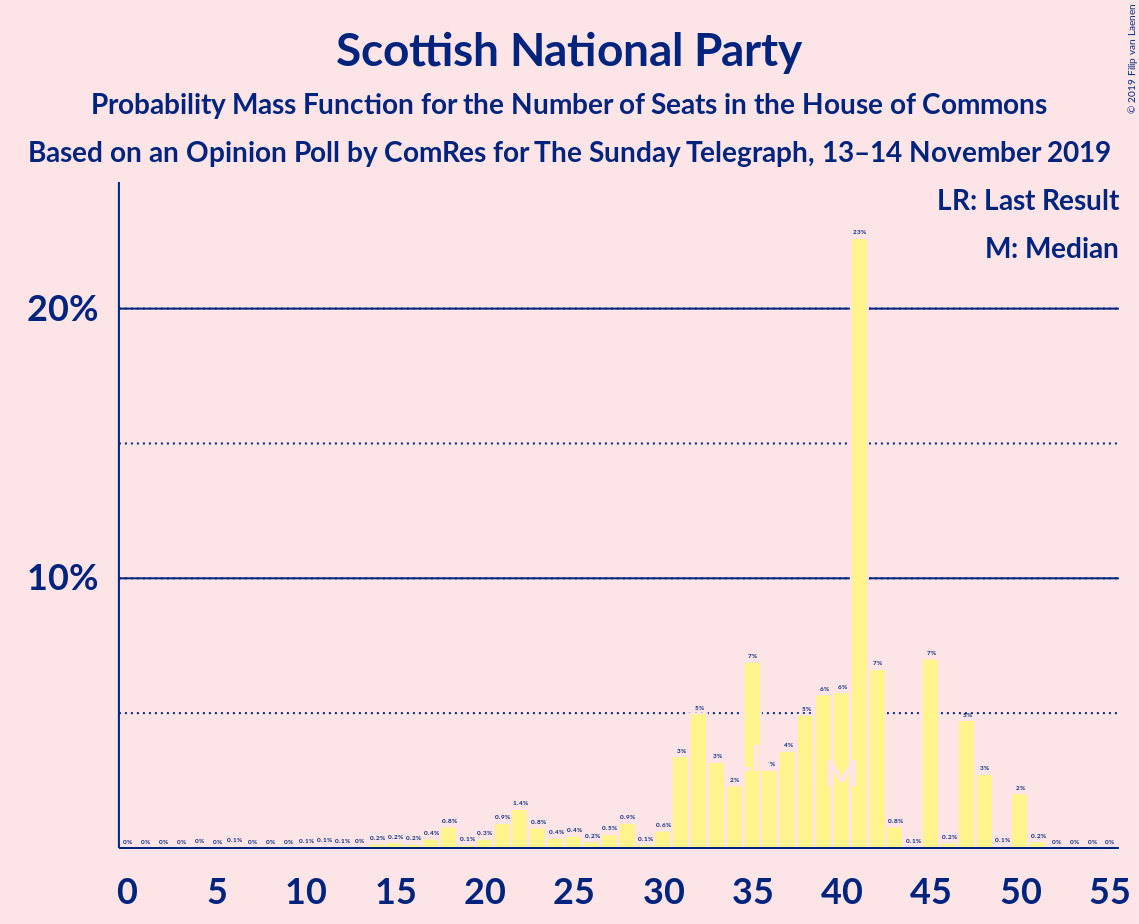 Scottish National Party
Probability Mass Function for the Number of Seats in the House of Commons
Based on an Opinion Poll by ComRes for The Sunday Telegraph, 13–14 November 2019
© 2019 Filip van Laenen
LR: Last Result
M: Median
20%
10%
0% 0% 0% 0% 0% 0% 0.1% 0% 0% 0% 0.1% 0.1% 0.1% 0% 0.2% 0.2% 0.2% 0.4% 0.8% 0.1% 0.3% 0.9% 1.4% 0.8% 0.4% 0.4% 0.2% 0.5% 0.9% 0.1% 0.6% 3% 5% 3% 2% 7% % 4% 5% 6% 6% 23% 7% 0.8% 0.1% 7% 0.2% 5% 3% 0.1% 2% 0.2% 0% 0% 0% 0%
M
0 5 10 15 20 25 30 35 40 45 50 55